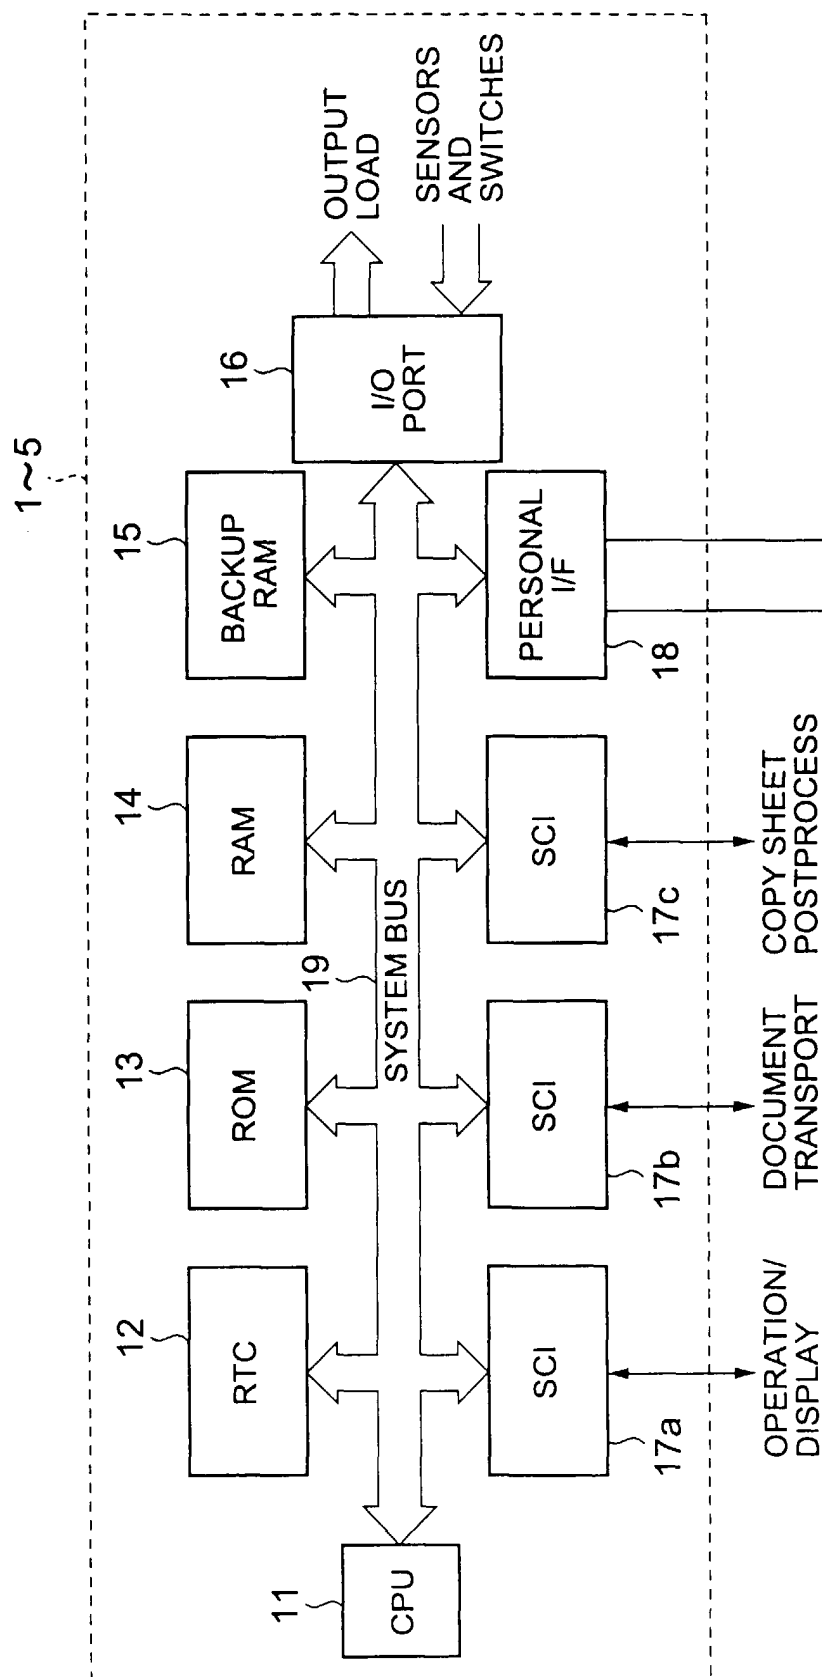 1~5
11
CPU
12
RTC
13
ROM
14
RAM
15
BACKUP
RAM
16
I/O
PORT
OUTPUT
LOAD
SENSORS
AND
SWITCHES
19
SYSTEM BUS
SCI
17a
SCI
17b
SCI
17c
PERSONAL
I/F
18
OPERATION/
DISPLAY
DOCUMENT
TRANSPORT
COPY SHEET
POSTPROCESS